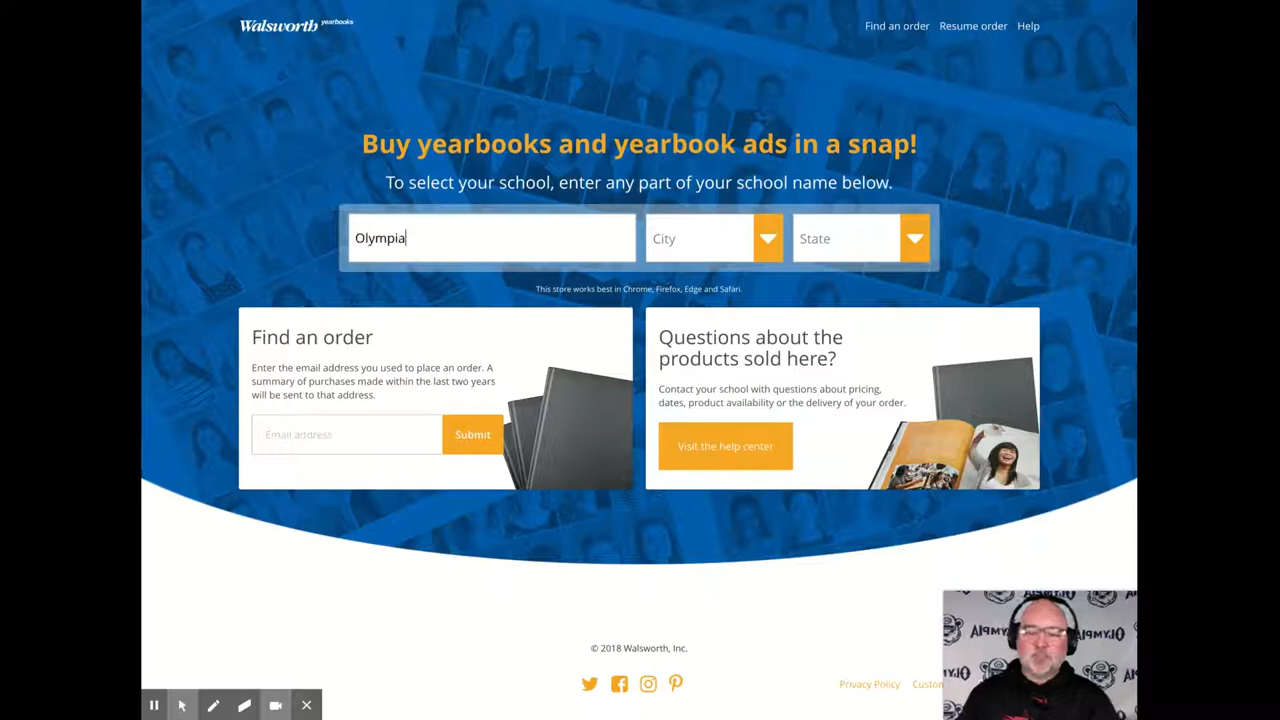 Walsworth yearbooks
Find an order Resume order Help
Buy yearbooks and yearbook ads in a snap!
To select your school, enter any part of your school name below.
Olympia City State
This store works best in Chrome, Firefox, Edge and Safari.
Find an order
Enter the email address you used to place an order. A
summary of purchases made within the last two years
will be sent to that address.
Email address Submit
Questions about the
products sold here?
Contact your school with questions about pricing,
dates, product availability or the delivery of your order.
Visit the help center
© 2018 Walsworth, Inc.
Privacy Policy Custom
OLYMPIA